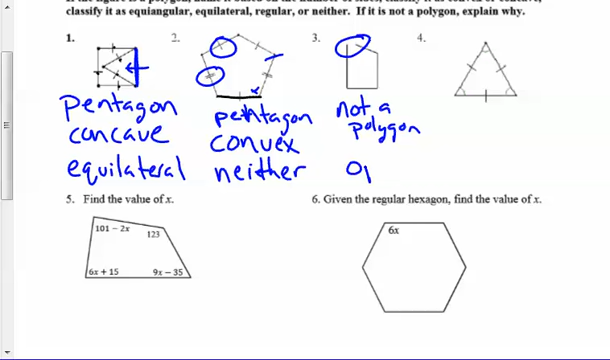 classify it as equiangular, equilateral, regular, or neither. If it is not a polygon, explain why.
1. 2. 3. 4.
Pentagon pentagon not a
polygon
concave convex
equilateral neither
5. Find the value of x. 6. Given the regular hexagon, find the value of x.
101 – 2x 123 6x
6x + 15 9x – 35